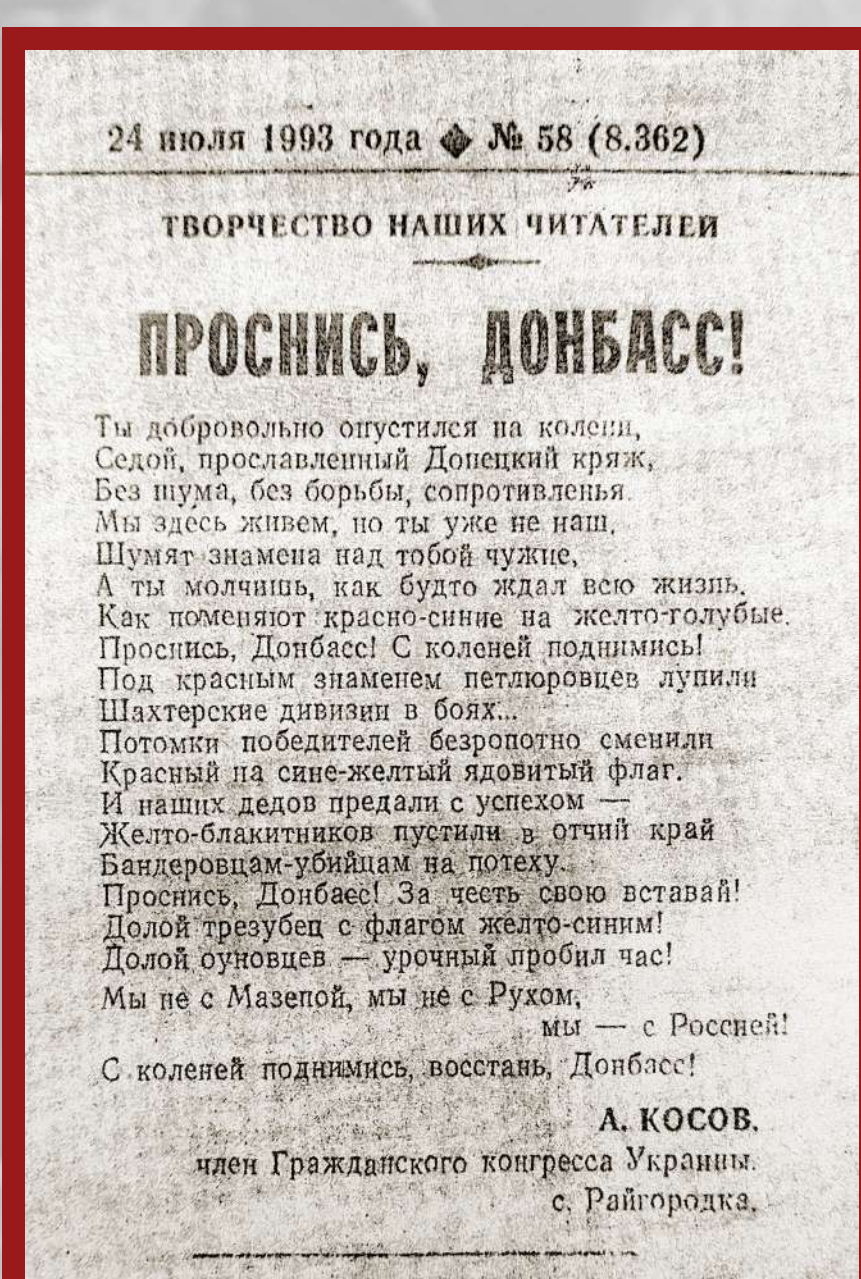 24 июля 1993 года ◈ № 58 (8.362)
ТВОРЧЕСТВО НАШИХ ЧИТАТЕЛЕЙ
ПРОСНИСЬ, ДОНБАСС!
Ты добровольно опустился на колени,
Седой, прославленный Донецкий кряж,
Без шума, без борьбы, сопротивленья
Мы здесь живем, но ты уже не наш.
Шумят знамена над тобой чужие,
А ты молчишь, как будто ждал всю жизнь.
Как поменяют красно-синие на желто-голубые.
Проснись, Донбасс! С коленей поднимись!
Под красным знаменем петлюровцев лупили
Шахтерские дивизии в боях...
Потомки победителей безропотно сменили
Красный на сине-желтый ядовитый флаг.
И наших дедов предали с успехом —
Желто-блакитников пустили в отчий край
Бандеровцам-убийцам на потеху.
Проснись, Донбасс! За честь свою вставай!
Долой трезубец с флагом желто-синим!
Долой оуновцев — урочный пробил час!
Мы не с Мазепой, мы не с Рухом,
мы — с Россией!
С коленей поднимись, восстань, Донбасс!
А. КОСОВ.
член Гражданского конгресса Украины.
с. Райгородка.